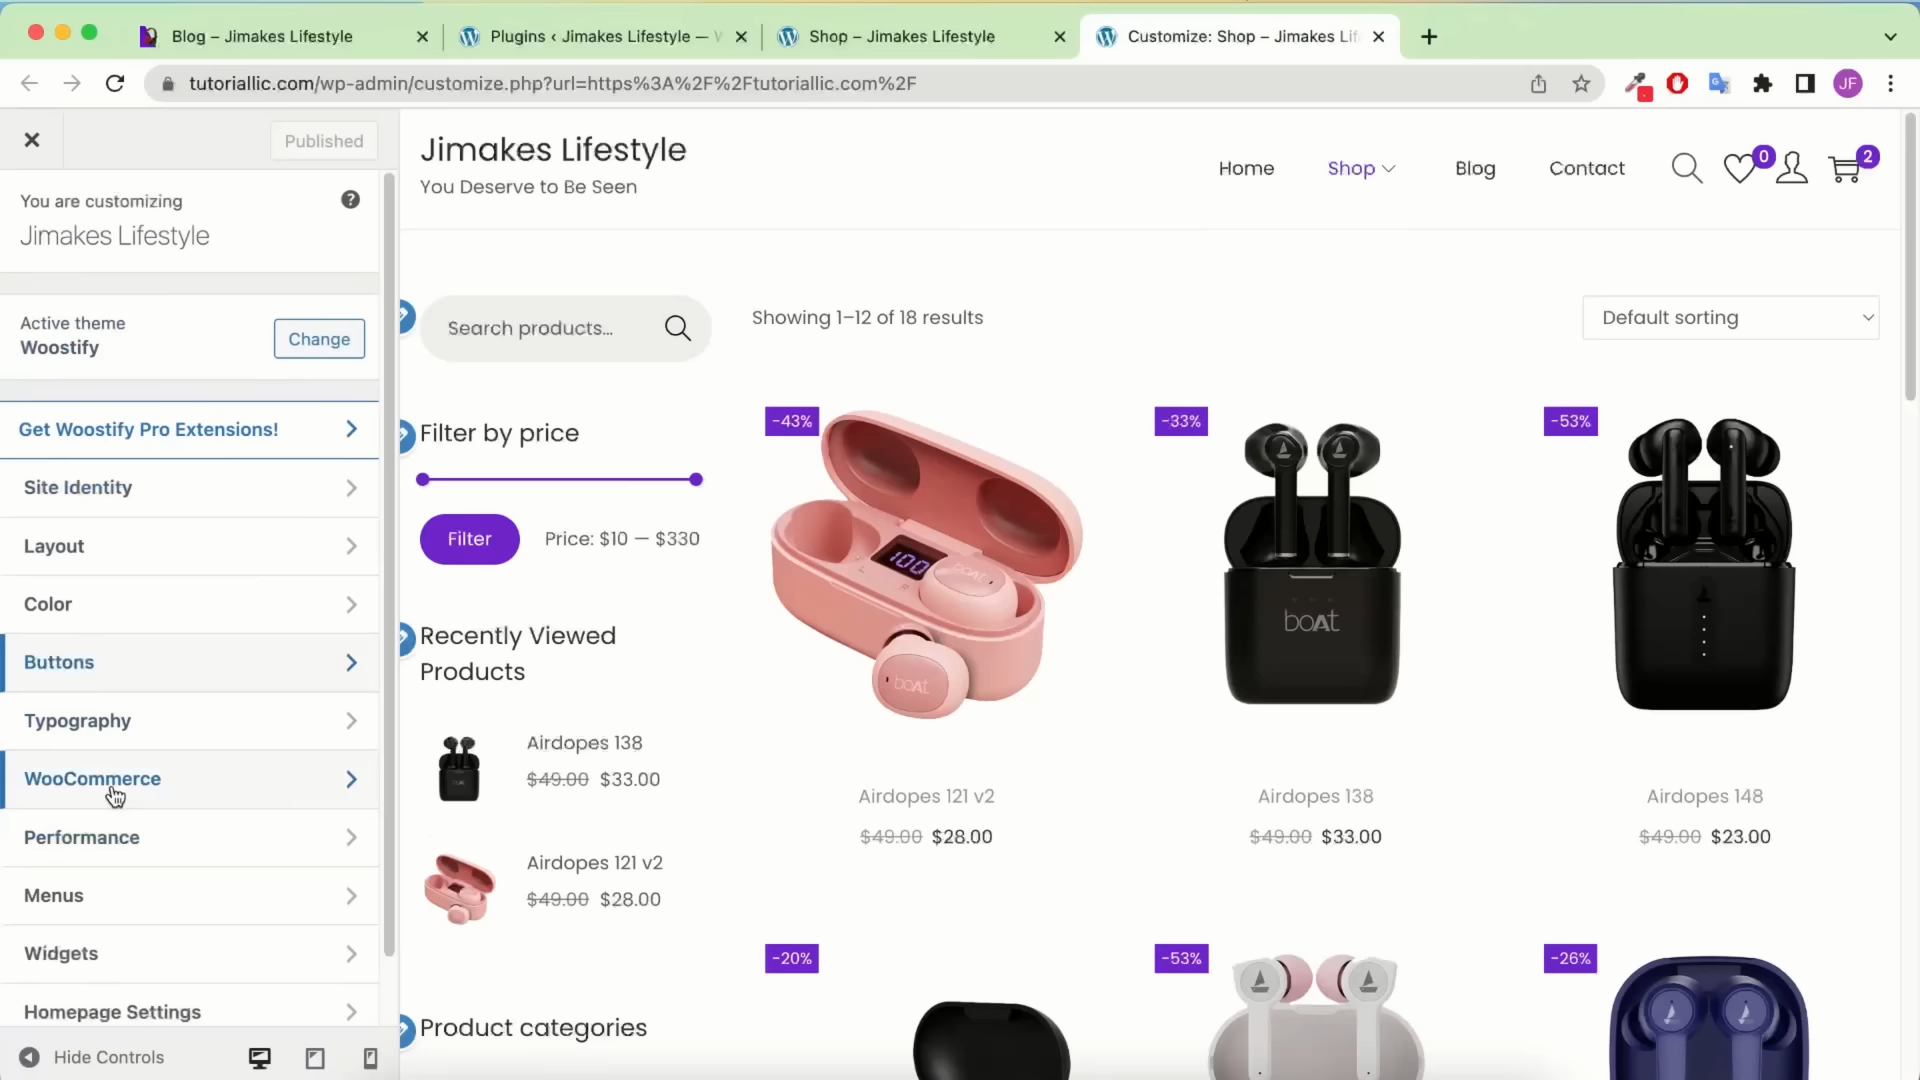 Blog – Jimakes Lifestyle
Plugins ‹ Jimakes Lifestyle —
Shop – Jimakes Lifestyle
Customize: Shop – Jimakes Lif
tutoriallic.com/wp-admin/customize.php?url=https%3A%2F%2Ftutoriallic.com%2F
JF
Published
You are customizing
Jimakes Lifestyle
Active theme
Woostify
Change
Get Woostify Pro Extensions!
Site Identity
Layout
Color
Buttons
Typography
WooCommerce
Performance
Menus
Widgets
Homepage Settings
Hide Controls
Jimakes Lifestyle
You Deserve to Be Seen
Home
Shop
Blog
Contact
0
2
Search products...
Showing 1–12 of 18 results
Default sorting
Filter by price
Filter
Price: $10 — $330
Recently Viewed
Products
Airdopes 138
$49.00 $33.00
Airdopes 121 v2
$49.00 $28.00
Product categories
-43%
100
boAt
boAt
Airdopes 121 v2
$49.00 $28.00
-33%
boAt
Airdopes 138
$49.00 $33.00
-53%
Airdopes 148
$49.00 $23.00
-20%
-53%
-26%